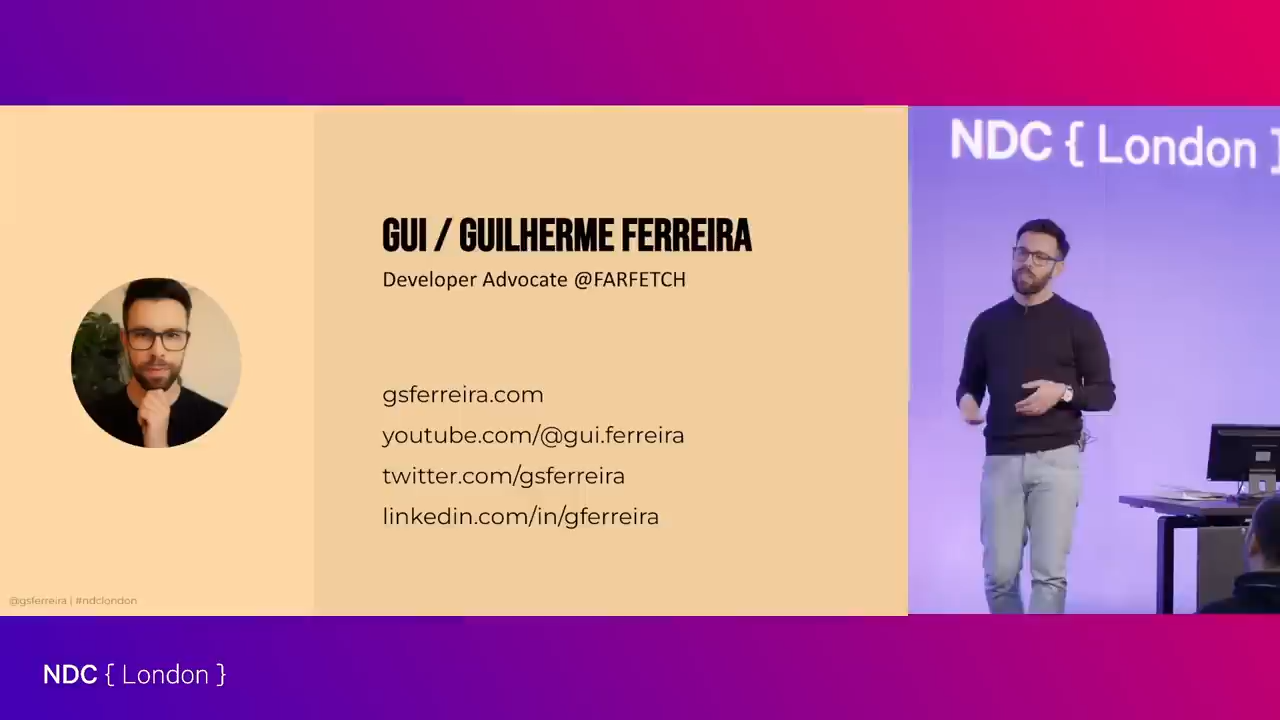 GUI / GUILHERME FERREIRA
Developer Advocate @FARFETCH
gsferreira.com
youtube.com/@gui.ferreira
twitter.com/gsferreira
linkedin.com/in/gferreira
@gsferreira | #ndclondon
NDC { London }
NDC { London }